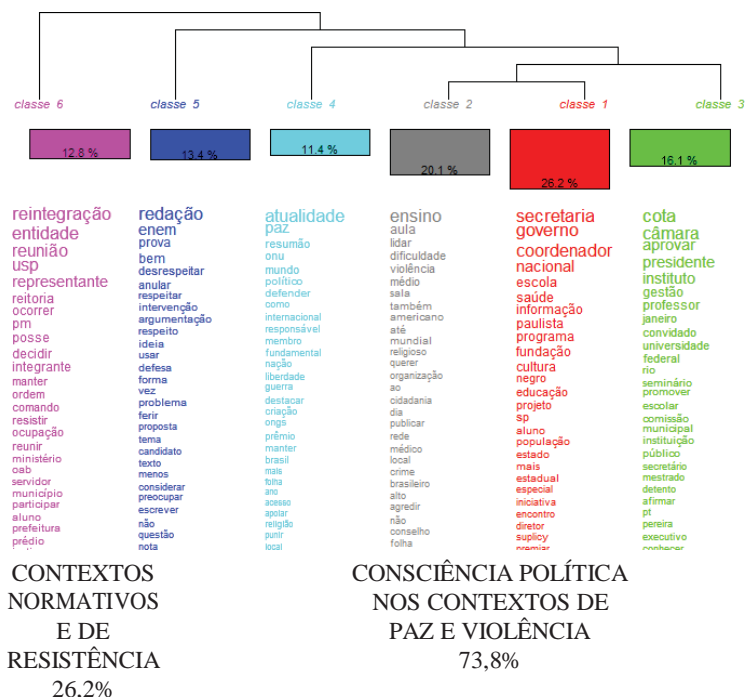 classe 6
classe 5
classe 4
classe 2
classe 1
classe 3
12.8 %
13.4 %
11.4 %
20.1 %
26.2 %
16.1 %
reintegração
entidade
reunião
usp
representante
reitoria
ocorrer
pm
posse
decidir
integrante
manter
ordem
comando
resistir
ocupação
reunir
ministério
oab
servidor
município
participar
aluno
prefeitura
prédio
redação
enem
prova
bem
desrespeitar
anular
respeitar
intervenção
argumentação
respeito
ideia
usar
defesa
forma
vez
problema
ferir
proposta
tema
candidato
texto
menos
considerar
preocupar
escrever
não
questão
nota
atualidade
paz
resumão
onu
mundo
político
defender
como
internacional
responsável
membro
fundamental
nação
liberdade
guerra
destacar
criação
ongs
prêmio
manter
brasil
mais
folha
ano
acesso
apoiar
religião
punir
local
ensino
aula
lidar
dificuldade
violência
médio
sala
também
americano
até
mundial
religioso
querer
organização
ao
cidadania
dia
publicar
rede
médico
local
crime
brasileiro
alto
agredir
não
conselho
folha
secretaria
governo
coordenador
nacional
escola
saúde
informação
paulista
programa
fundação
cultura
negro
educação
projeto
sp
aluno
população
estado
mais
estadual
especial
iniciativa
encontro
diretor
suplicy
premiar
cota
câmara
aprovar
presidente
instituto
gestão
professor
janeiro
convidado
universidade
federal
rio
seminário
promover
escolar
comissão
municipal
instituição
público
secretário
mestrado
detento
afirmar
pt
pereira
executivo
conhecer
CONTEXTOS
NORMATIVOS
E DE
RESISTÊNCIA
26,2%
CONSCIÊNCIA POLÍTICA
NOS CONTEXTOS DE
PAZ E VIOLÊNCIA
73,8%